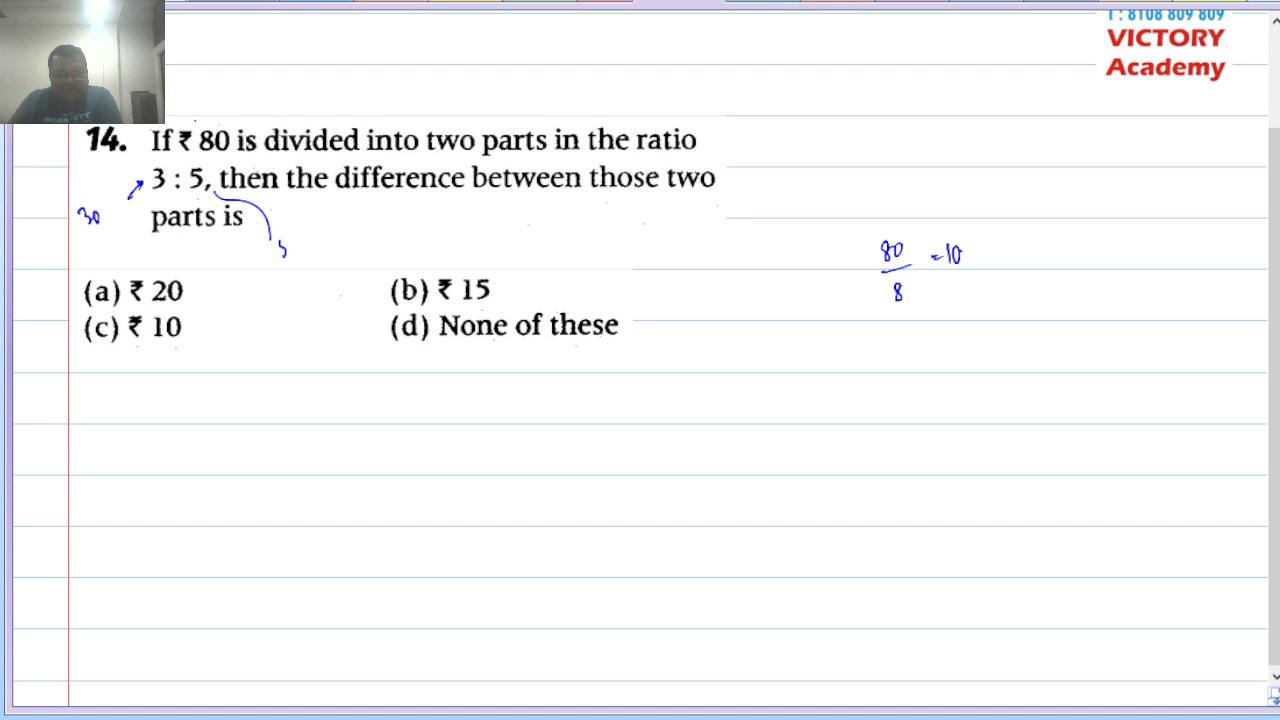 T: 8108 809 809
VICTORY
Academy
14. If ₹ 80 is divided into two parts in the ratio
3 : 5, then the difference between those two
parts is
30
80
8
=10
(a) ₹ 20 (b) ₹ 15
(c) ₹ 10 (d) None of these